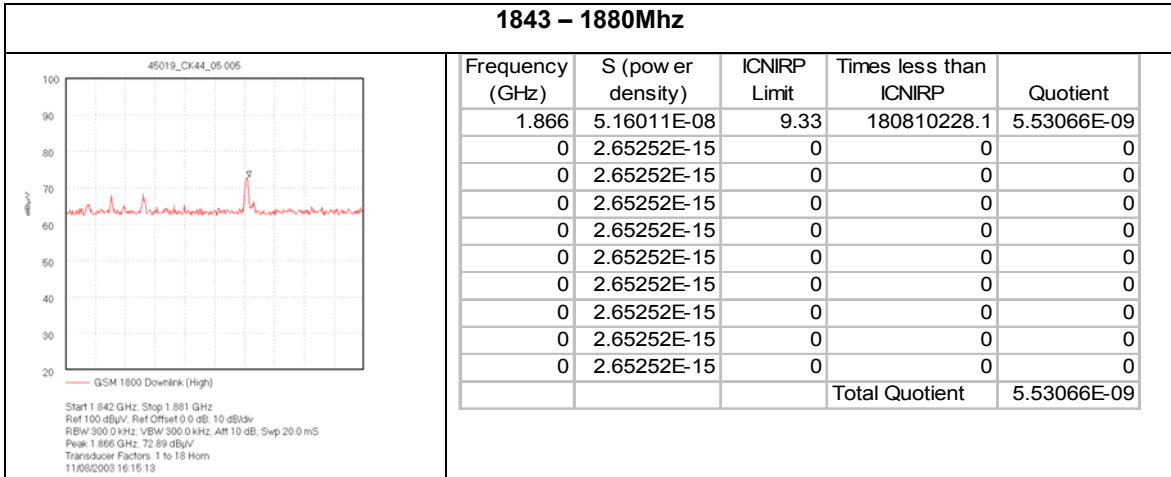 1843 – 1880Mhz
45019_CK44_05 005
100
90
80
70
60
50
40
30
20
dBµV
GSM 1800 Downlink (High)
Start 1.842 GHz; Stop 1.881 GHz
Ref 100 dBµV; Ref Offset 0.0 dB; 10 dB/div
RBW 300.0 kHz; VBW 300.0 kHz; Att 10 dB; Swp 20.0 mS
Peak 1.866 GHz, 72.89 dBµV
Transducer Factors: 1 to 18 Horn
11/08/2003 16:15:13
Frequency (GHz) S (pow er density) ICNIRP Limit Times less than ICNIRP Quotient
1.866 5.16011E-08 9.33 180810228.1 5.53066E-09
0 2.65252E-15 0 0 0
0 2.65252E-15 0 0 0
0 2.65252E-15 0 0 0
0 2.65252E-15 0 0 0
0 2.65252E-15 0 0 0
0 2.65252E-15 0 0 0
0 2.65252E-15 0 0 0
0 2.65252E-15 0 0 0
0 2.65252E-15 0 0 0
Total Quotient 5.53066E-09